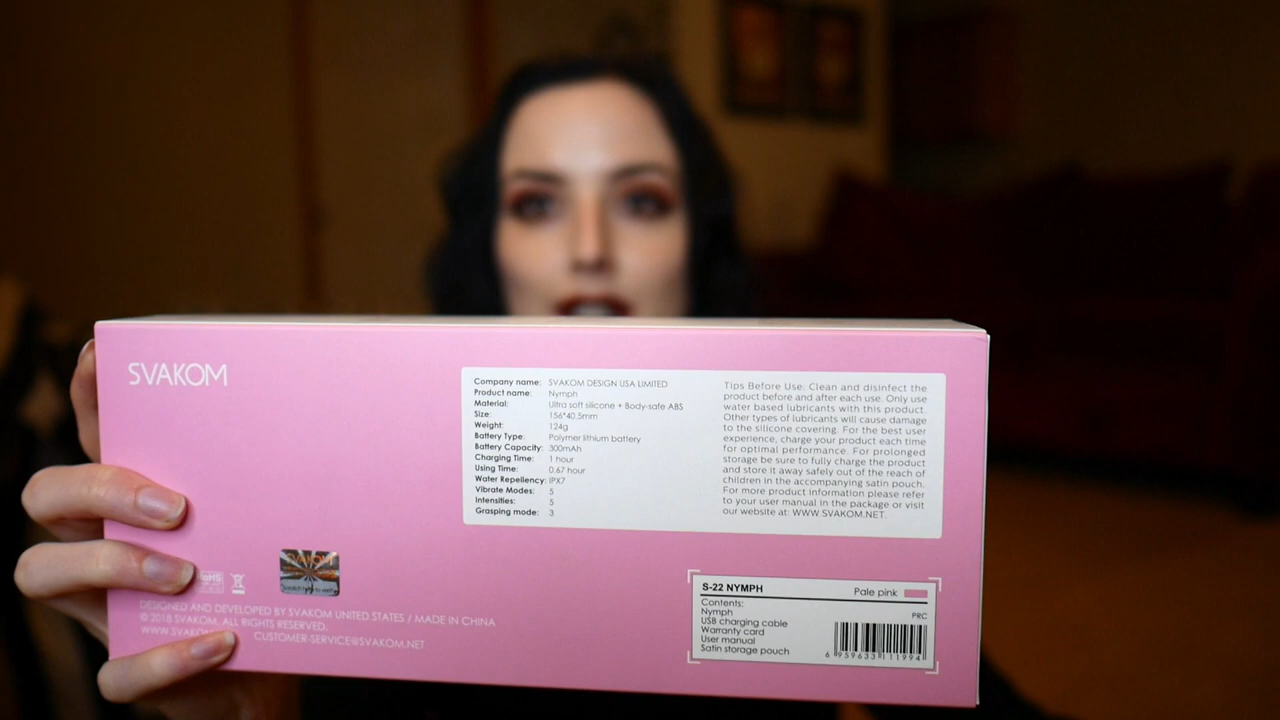 SVAKOM
Company name: SVAKOM DESIGN USA LIMITED
Product name: Nymph
Material: Ultra soft silicone + Body-safe ABS
Size: 156*40.5mm
Weight: 124g
Battery Type: Polymer lithium battery
Battery Capacity: 300mAh
Charging Time: 1 hour
Using Time: 0.67 hour
Water Repellency: IPX7
Vibrate Modes: 5
Intensities: 5
Grasping mode: 3
Tips Before Use: Clean and disinfect the
product before and after each use. Only use
water based lubricants with this product.
Other types of lubricants will cause damage
to the silicone covering. For the best user
experience, charge your product each time
for optimal performance. For prolonged
storage be sure to fully charge the product
and store it away safely out of the reach of
children in the accompanying satin pouch.
For more product information please refer
to your user manual in the package or visit
our website at: WWW.SVAKOM.NET.
SVAKOM
RoHS
DESIGNED AND DEVELOPED BY SVAKOM UNITED STATES / MADE IN CHINA
© 2018 SVAKOM. ALL RIGHTS RESERVED.
WWW.SVAKOM CUSTOMER-SERVICE@SVAKOM.NET
S-22 NYMPH Pale pink
Contents:
Nymph
USB charging cable
Warranty card
User manual
Satin storage pouch
PRC
6 959633 111994